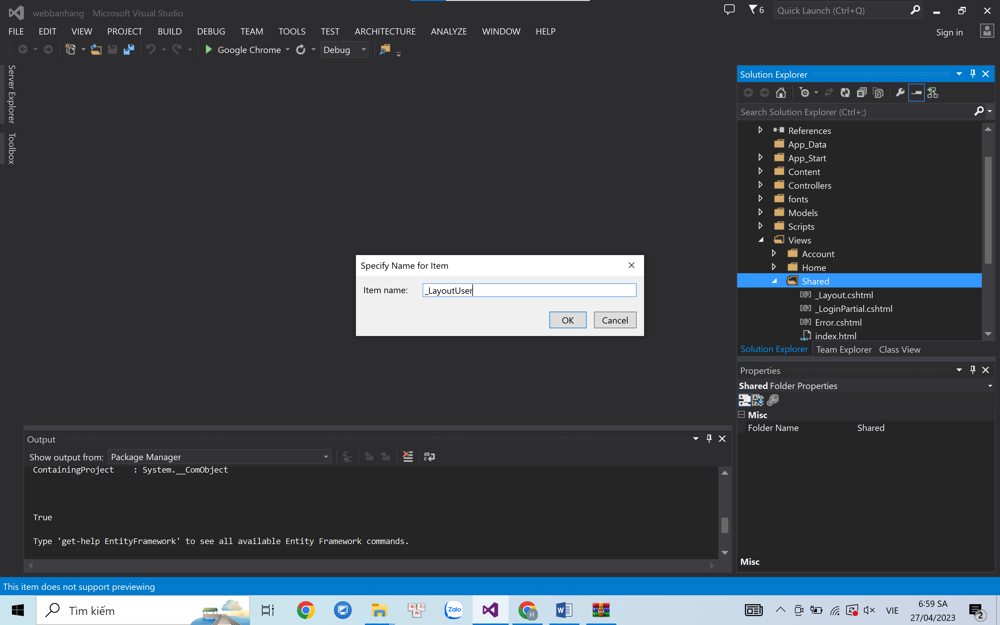 webbanhang - Microsoft Visual Studio
6
Quick Launch (Ctrl+Q)
FILE EDIT VIEW PROJECT BUILD DEBUG TEAM TOOLS TEST ARCHITECTURE ANALYZE WINDOW HELP
Sign in
Google Chrome
Debug
Server Explorer
Toolbox
Solution Explorer
Search Solution Explorer (Ctrl+;)
References
App_Data
App_Start
Content
Controllers
fonts
Models
Scripts
Views
Account
Home
Shared
_Layout.cshtml
_LoginPartial.cshtml
Error.cshtml
index.html
Solution Explorer Team Explorer Class View
Specify Name for Item
Item name: _LayoutUser
OK Cancel
Properties
Shared Folder Properties
Misc
Folder Name Shared
Misc
Output
Show output from: Package Manager
ContainingProject : System.__ComObject
True
Type 'get-help EntityFramework' to see all available Entity Framework commands.
This item does not support previewing
Tìm kiếm
Zalo
H
VIE
6:59 SA
27/04/2023
2